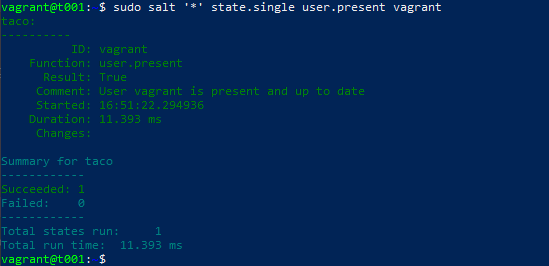 vagrant@t001:~$ sudo salt '*' state.single user.present vagrant
taco:
----------
          ID: vagrant
    Function: user.present
      Result: True
     Comment: User vagrant is present and up to date
     Started: 16:51:22.294936
    Duration: 11.393 ms
     Changes:

Summary for taco
------------
Succeeded: 1
Failed:    0
------------
Total states run:     1
Total run time:  11.393 ms
vagrant@t001:~$